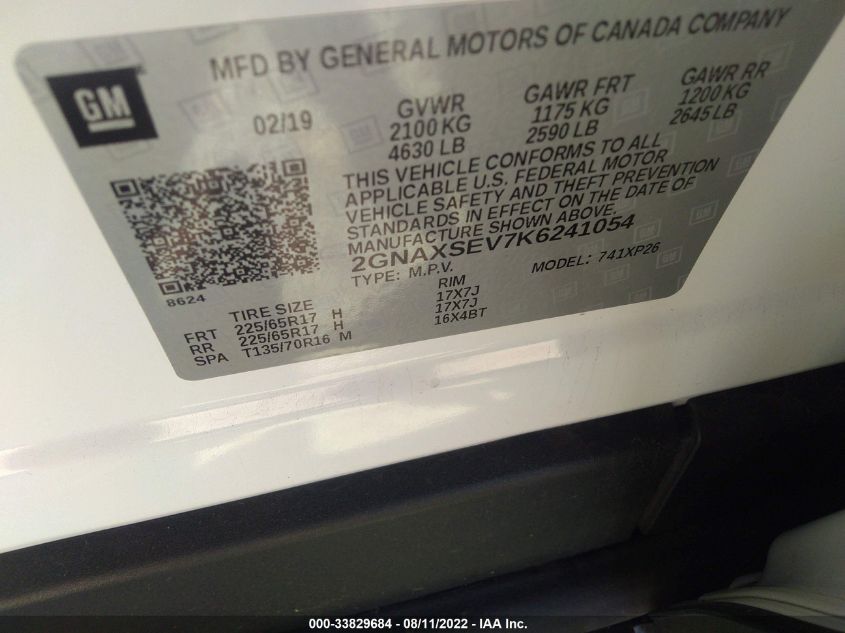 MFD BY GENERAL MOTORS OF CANADA COMPANY
GM
02/19
GVWR
2100 KG
4630 LB
GAWR FRT
1175 KG
2590 LB
GAWR RR
1200 KG
2645 LB
THIS VEHICLE CONFORMS TO ALL
APPLICABLE U.S. FEDERAL MOTOR
VEHICLE SAFETY AND THEFT PREVENTION
STANDARDS IN EFFECT ON THE DATE OF
MANUFACTURE SHOWN ABOVE.
2GNAXSEV7K6241054
TYPE: M.P.V. MODEL: 741XP26
8624
TIRE SIZE RIM
FRT 225/65R17 H 17X7J
RR 225/65R17 H 17X7J
SPA T135/70R16 M 16X4BT
000-33829684 - 08/11/2022 - IAA Inc.